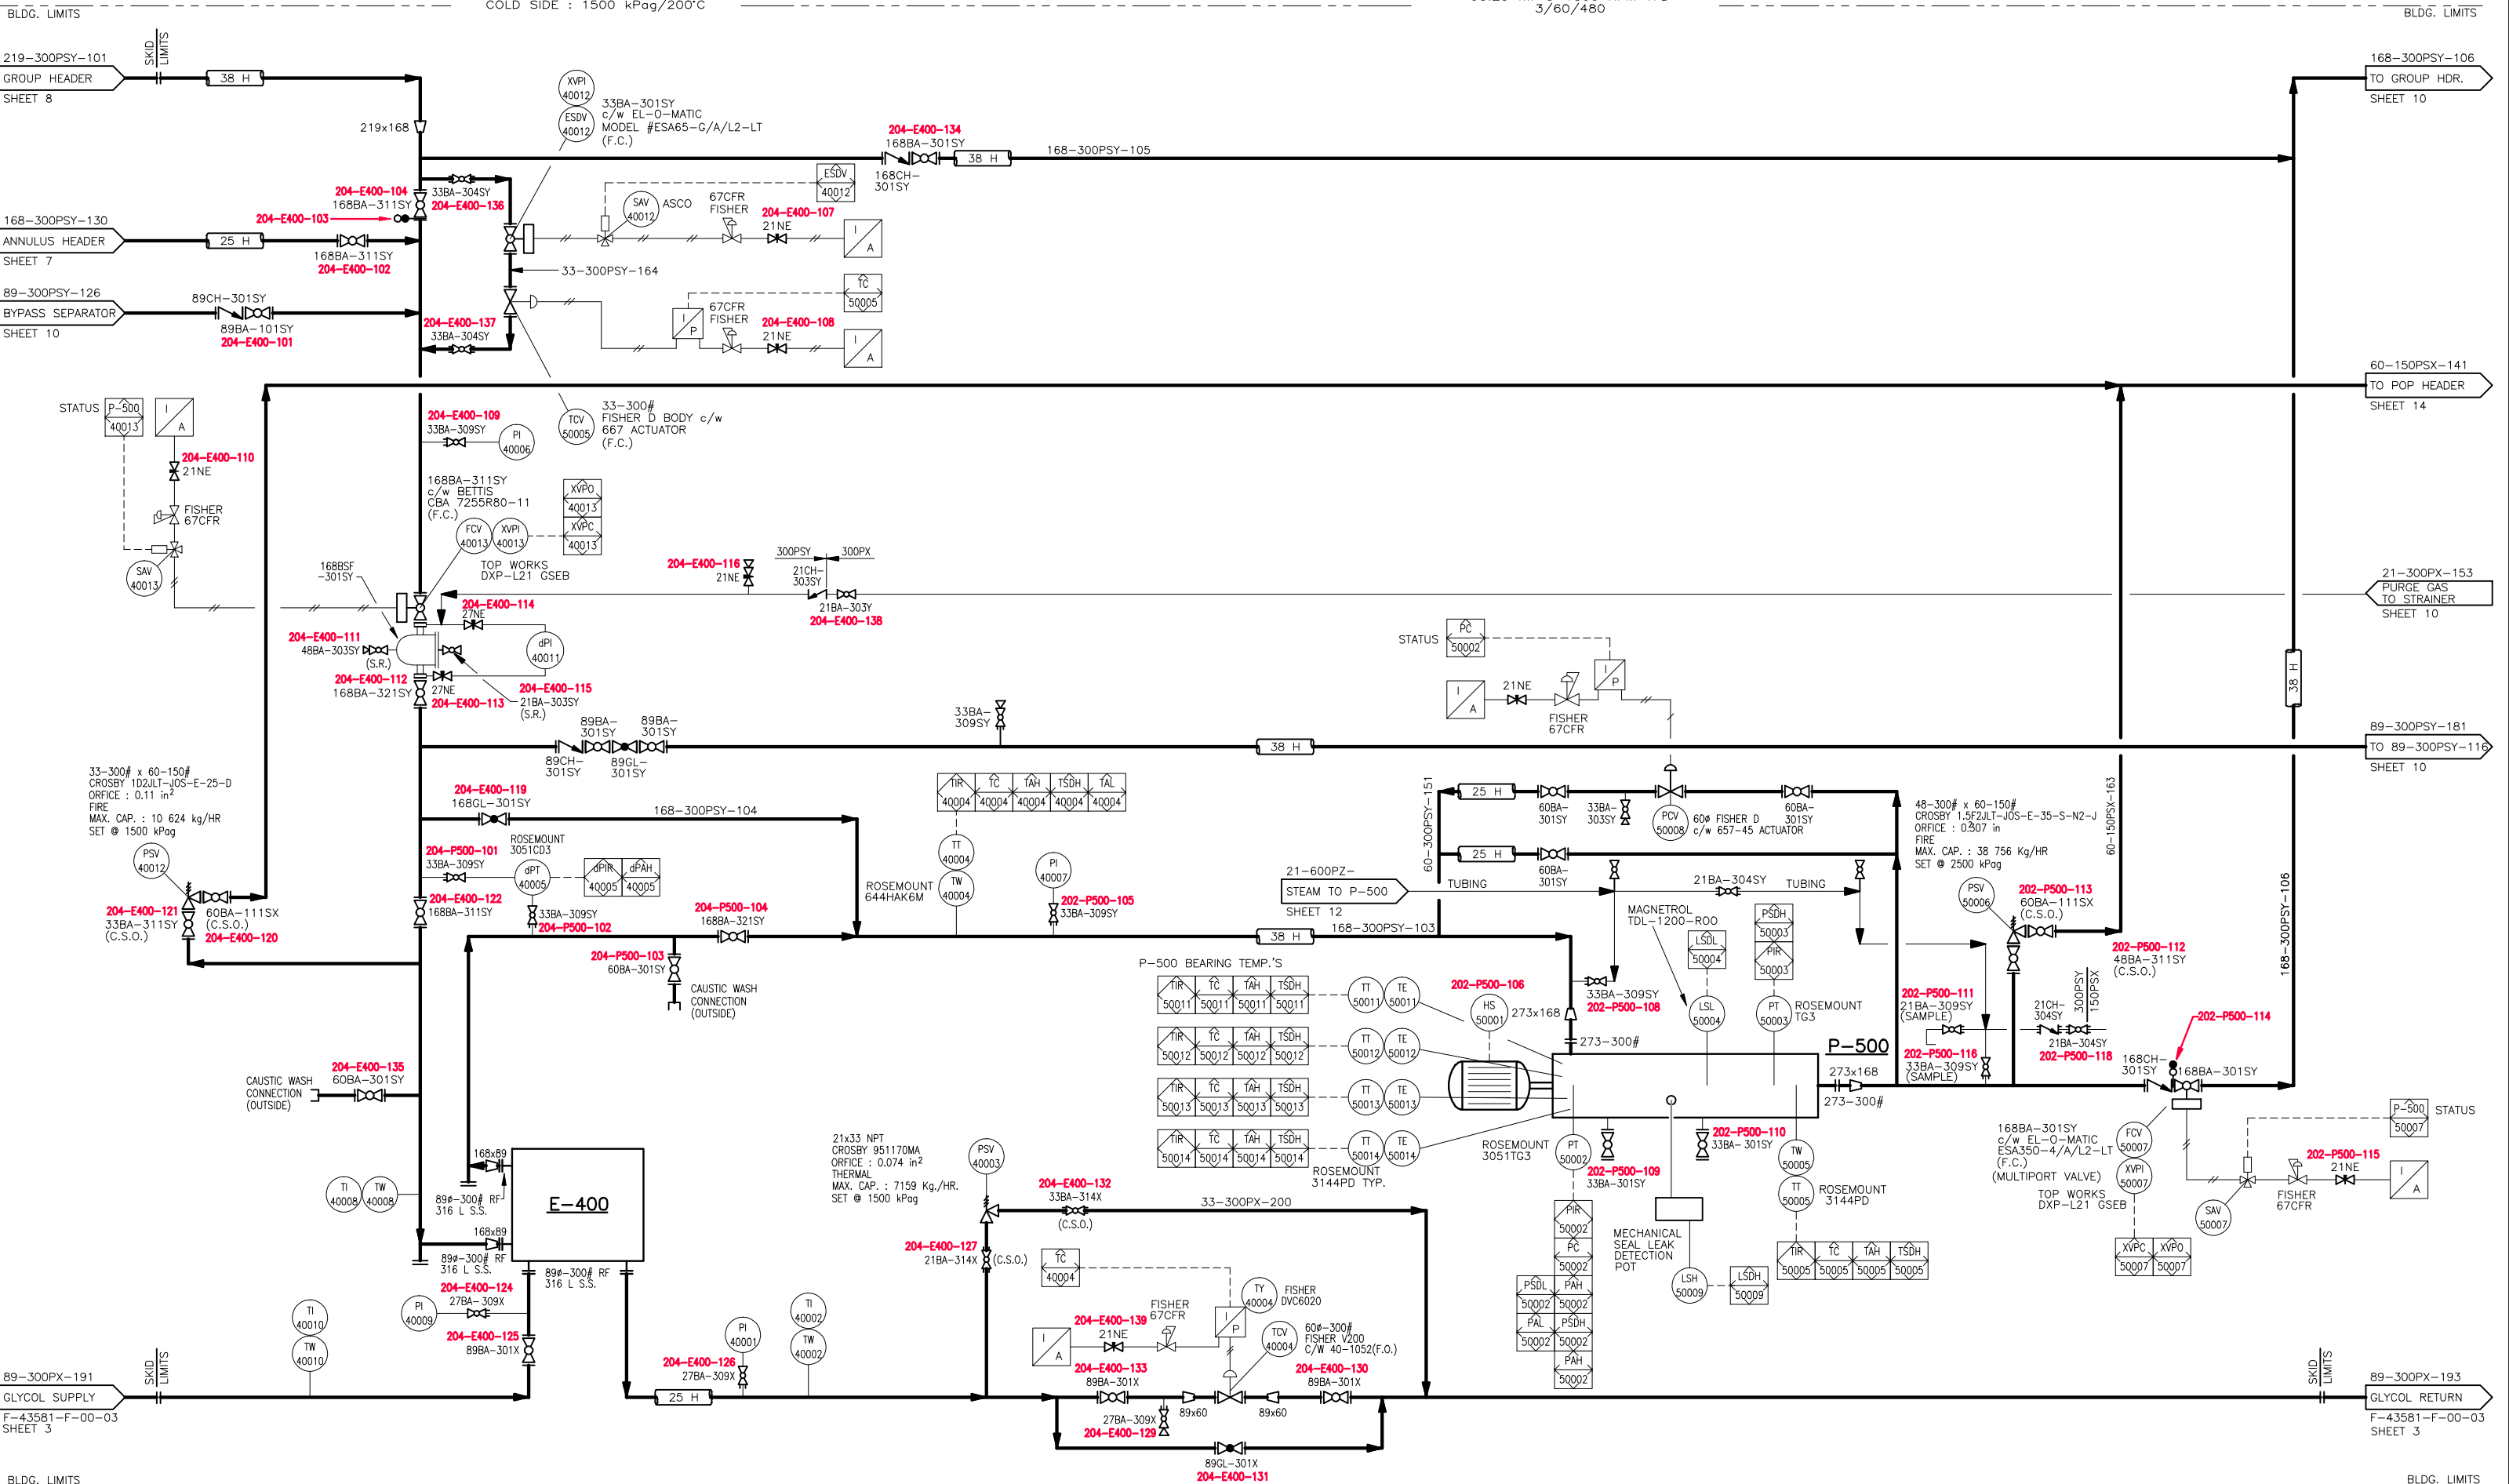 BLDG. LIMITS
COLD SIDE : 1500 kPag/200°C
3/60/480
BLDG. LIMITS
219-300PSY-101
GROUP HEADER
SHEET 8
SKID
LIMITS
38 H
219x168
XVPI
40012
ESDV
40012
33BA-301SY
c/w EL-O-MATIC
MODEL #ESA65-G/A/L2-LT
(F.C.)
204-E400-134
168BA-301SY
168CH-
301SY
38 H
168-300PSY-105
168-300PSY-106
TO GROUP HDR.
SHEET 10
204-E400-104
168BA-311SY
204-E400-103
33BA-304SY
204-E400-136
168-300PSY-130
ANNULUS HEADER
SHEET 7
25 H
168BA-311SY
204-E400-102
SAV
40012
ASCO
ESDV
40012
67CFR
FISHER
204-E400-107
21NE
I
A
33-300PSY-164
89-300PSY-126
BYPASS SEPARATOR
SHEET 10
89CH-301SY
89BA-101SY
204-E400-101
204-E400-137
33BA-304SY
I
P
67CFR
FISHER
TC
50005
204-E400-108
21NE
I
A
60-150PSX-141
TO POP HEADER
SHEET 14
STATUS
P-500
40013
I
A
204-E400-110
21NE
FISHER
67CFR
SAV
40013
204-E400-109
33BA-309SY
PI
40006
TCV
50005
33-300#
FISHER D BODY c/w
667 ACTUATOR
(F.C.)
168BA-311SY
c/w BETTIS
CBA 7255R80-11
(F.C.)
FCV
40013
XVPI
40013
XVPO
40013
XVPC
40013
TOP WORKS
DXP-L21 GSEB
168BSF
-301SY
204-E400-116
21NE
300PSY
300PX
21CH-
303SY
21BA-303Y
204-E400-138
21-300PX-153
PURGE GAS
TO STRAINER
SHEET 10
204-E400-114
27NE
204-E400-111
48BA-303SY
(S.R.)
dPI
40011
204-E400-112
168BA-321SY
27NE
204-E400-113
204-E400-115
21BA-303SY
(S.R.)
STATUS
PC
50002
I
P
I
A
21NE
FISHER
67CFR
38 H
89BA-
301SY
89BA-
301SY
89CH-
301SY
89GL-
301SY
33BA-
309SY
38 H
89-300PSY-181
TO 89-300PSY-116
SHEET 10
33-300# x 60-150#
CROSBY 1D2JLT-JOS-E-25-D
ORFICE : 0.11 in2
FIRE
MAX. CAP. : 10 624 kg/HR
SET @ 1500 kPag
PSV
40012
204-E400-121
33BA-311SY
(C.S.O.)
60BA-111SX
(C.S.O.)
204-E400-120
204-E400-119
168GL-301SY
168-300PSY-104
204-P500-101
33BA-309SY
ROSEMOUNT
3051CD3
dPT
40005
dPIR
40005
dPAH
40005
204-E400-122
168BA-311SY
33BA-309SY
204-P500-102
204-P500-104
168BA-321SY
204-P500-103
60BA-301SY
CAUSTIC WASH
CONNECTION
(OUTSIDE)
TIR
40004
TC
40004
TAH
40004
TSDH
40004
TAL
40004
TT
40004
TW
40004
ROSEMOUNT
644HAK6M
PI
40007
202-P500-105
33BA-309SY
38 H
168-300PSY-103
60-300PSY-151
25 H
60BA-
301SY
33BA-
303SY
PCV
50008
60ø FISHER D
c/w 657-45 ACTUATOR
60BA-
301SY
25 H
60BA-
301SY
21-600PZ-
STEAM TO P-500
SHEET 12
TUBING
21BA-304SY
TUBING
48-300# x 60-150#
CROSBY 1.5F2JLT-JOS-E-35-S-N2-J
ORFICE : 0.307 in2
FIRE
MAX. CAP. : 38 756 Kg/HR
SET @ 2500 kPag
60-150PSX-163
PSV
50006
202-P500-113
60BA-111SX
(C.S.O.)
202-P500-112
48BA-311SY
(C.S.O.)
168-300PSY-106
MAGNETROL
TDL-1200-ROO
LSDL
50004
LSL
50004
PSDH
50003
PIR
50003
PT
50003
ROSEMOUNT
TG3
P-500 BEARING TEMP.'S
TIR
50011
TC
50011
TAH
50011
TSDH
50011
TT
50011
TE
50011
TIR
50012
TC
50012
TAH
50012
TSDH
50012
TT
50012
TE
50012
TIR
50013
TC
50013
TAH
50013
TSDH
50013
TT
50013
TE
50013
TIR
50014
TC
50014
TAH
50014
TSDH
50014
TT
50014
TE
50014
ROSEMOUNT
3144PD TYP.
202-P500-106
HS
50001
273x168
273-300#
33BA-309SY
202-P500-108
P-500
273x168
273-300#
202-P500-111
21BA-309SY
(SAMPLE)
202-P500-116
33BA-309SY
(SAMPLE)
21CH-
304SY
300PSY
150PSX
21BA-304SY
202-P500-118
202-P500-114
168CH-
301SY
168BA-301SY
204-E400-135
60BA-301SY
CAUSTIC WASH
CONNECTION
(OUTSIDE)
TI
40008
TW
40008
168x89
89ø-300# RF
316 L S.S.
168x89
89ø-300# RF
316 L S.S.
E-400
89ø-300# RF
316 L S.S.
204-E400-124
27BA-309X
PI
40009
204-E400-125
89BA-301X
TI
40010
TW
40010
SKID
LIMITS
89-300PX-191
GLYCOL SUPPLY
F-43581-F-00-03
SHEET 3
21x33 NPT
CROSBY 951170MA
ORFICE : 0.074 in2
THERMAL
MAX. CAP. : 7159 Kg./HR.
SET @ 1500 kPag
PSV
40003
204-E400-132
33BA-314X
(C.S.O.)
33-300PX-200
204-E400-127
21BA-314X
(C.S.O.)
25 H
204-E400-126
27BA-309X
PI
40001
TI
40002
TW
40002
TC
40004
TY
40004
FISHER
DVC6020
I
P
I
A
204-E400-139
21NE
FISHER
67CFR
TCV
40004
60ø-300#
FISHER V200
C/W 40-1052(F.O.)
204-E400-133
89BA-301X
204-E400-130
89BA-301X
89x60
89x60
27BA-309X
204-E400-129
89GL-301X
204-E400-131
ROSEMOUNT
3051TG3
PT
50002
202-P500-109
33BA-301SY
202-P500-110
33BA-301SY
PIR
50002
PC
50002
PSDL
50002
PAH
50002
PAL
50002
PSDH
50002
PAH
50002
MECHANICAL
SEAL LEAK
DETECTION
POT
LSH
50009
LSDH
50009
TW
50005
TT
50005
ROSEMOUNT
3144PD
TIR
50005
TC
50005
TAH
50005
TSDH
50005
168BA-301SY
c/w EL-O-MATIC
ESA350-4/A/L2-LT
(F.C.)
(MULTIPORT VALVE)
TOP WORKS
DXP-L21 GSEB
FCV
50007
XVPI
50007
XVPC
50007
XVPO
50007
P-500
50007
STATUS
SAV
50007
FISHER
67CFR
202-P500-115
21NE
I
A
SKID
LIMITS
89-300PX-193
GLYCOL RETURN
F-43581-F-00-03
SHEET 3
BLDG. LIMITS
BLDG. LIMITS